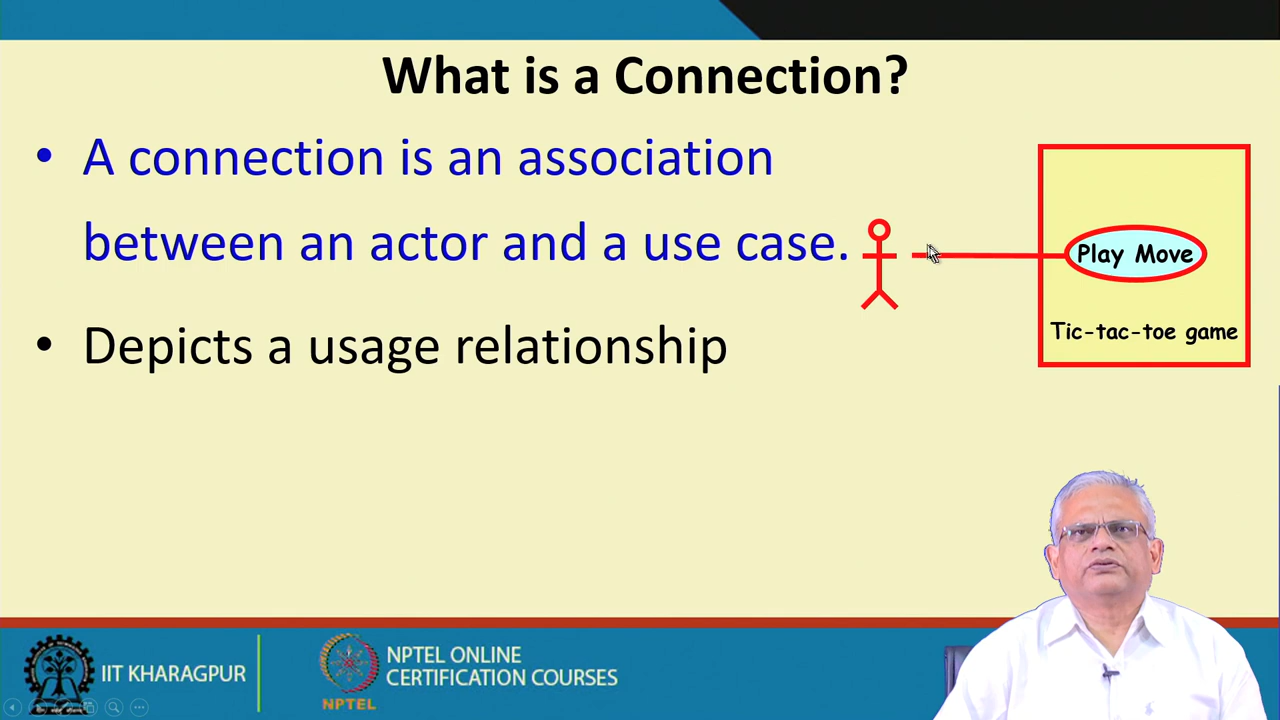 What is a Connection?
• A connection is an association
between an actor and a use case.
• Depicts a usage relationship
Play Move
Tic-tac-toe game
IIT KHARAGPUR
NPTEL ONLINE
CERTIFICATION COURSES
NPTEL